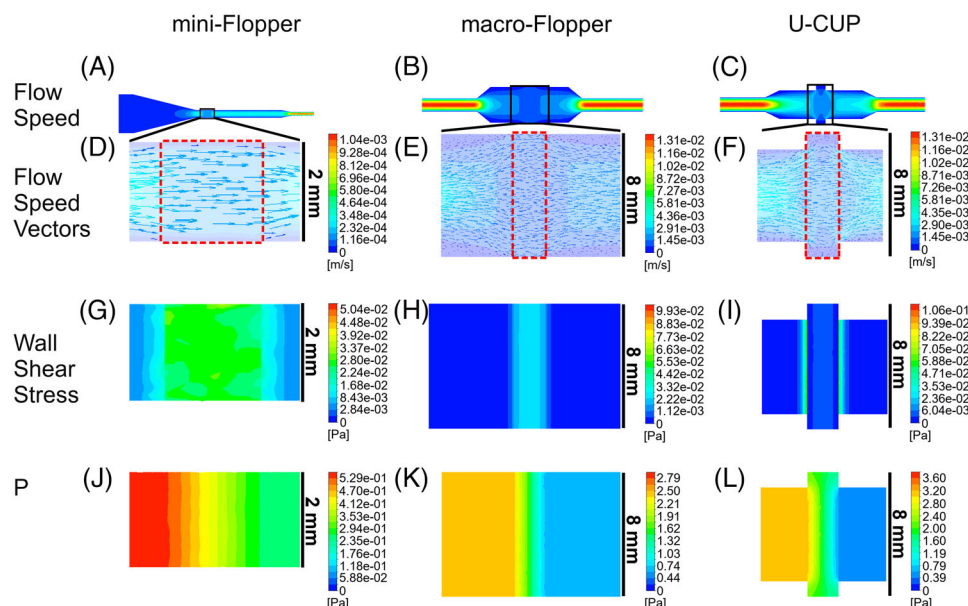 mini-Flopper
macro-Flopper
U-CUP
Flow
Speed
(A)
(B)
(C)
Flow
Speed
Vectors
(D)
1.04e-03
9.28e-04
8.12e-04
6.96e-04
5.80e-04
4.64e-04
3.48e-04
2.32e-04
1.16e-04
0
[m/s]
2 mm
(E)
1.31e-02
1.16e-02
1.02e-02
8.72e-03
7.27e-03
5.81e-03
4.36e-03
2.91e-03
1.45e-03
0
[m/s]
8 mm
(F)
1.31e-02
1.16e-02
1.02e-02
8.72e-03
7.27e-03
5.81e-03
4.36e-03
2.91e-03
1.45e-03
0
[m/s]
8 mm
Wall
Shear
Stress
(G)
5.04e-02
4.48e-02
3.92e-02
3.37e-02
2.81e-02
2.25e-02
1.68e-02
8.43e-03
2.84e-03
0
[Pa]
2 mm
(H)
9.93e-02
8.83e-02
7.73e-02
6.63e-02
5.42e-02
4.42e-02
3.32e-02
2.22e-02
1.12e-03
0
[Pa]
8 mm
(I)
1.06e-01
9.39e-02
8.22e-02
7.05e-02
5.88e-02
4.71e-02
3.53e-02
2.36e-02
6.04e-03
0
[Pa]
8 mm
P
(J)
5.29e-01
4.70e-01
4.12e-01
3.53e-01
2.94e-01
2.35e-01
1.76e-01
1.18e-01
5.88e-02
0
[Pa]
2 mm
(K)
2.79
2.50
2.21
1.91
1.62
1.32
1.03
0.74
0.44
0
[Pa]
8 mm
(L)
3.60
3.20
2.80
2.40
2.00
1.60
1.19
0.79
0.39
0
[Pa]
8 mm